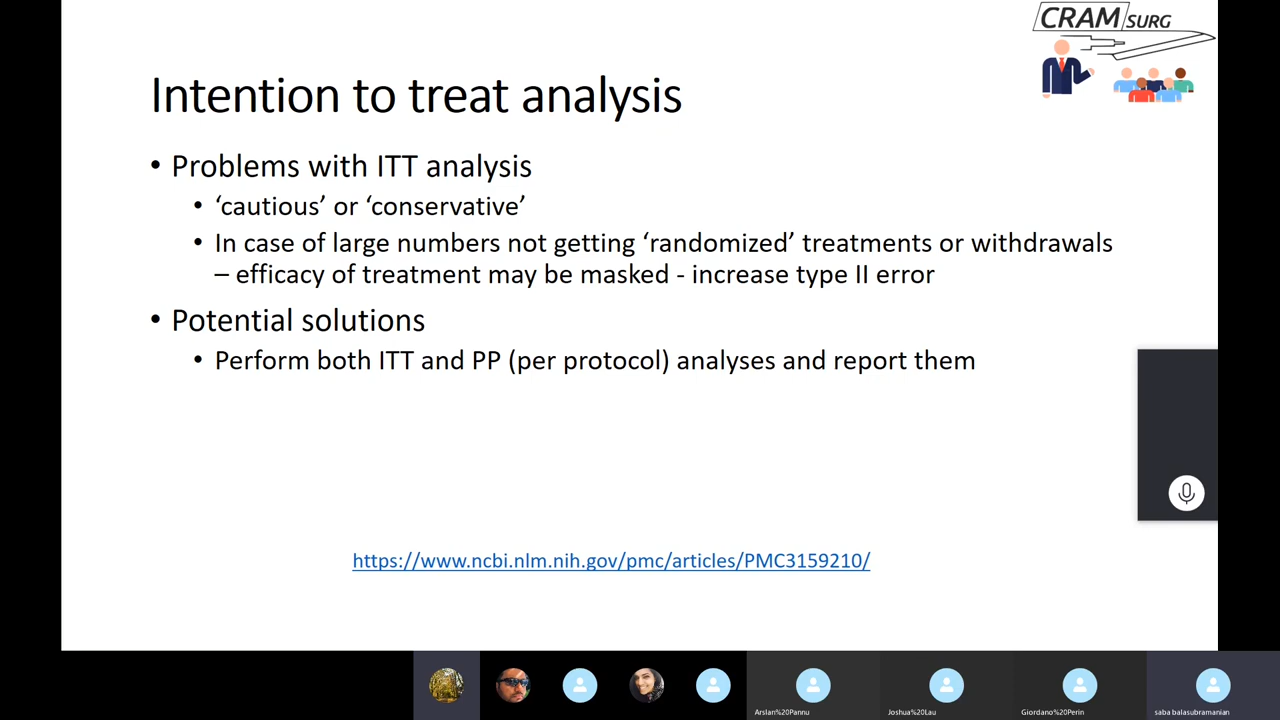 CRAM SURG
Intention to treat analysis
• Problems with ITT analysis
• ‘cautious’ or ‘conservative’
• In case of large numbers not getting ‘randomized’ treatments or withdrawals
– efficacy of treatment may be masked - increase type II error
• Potential solutions
• Perform both ITT and PP (per protocol) analyses and report them
https://www.ncbi.nlm.nih.gov/pmc/articles/PMC3159210/
Arslan%20Pannu
Joshua%20Lau
Giordano%20Perin
saba balasubramanian